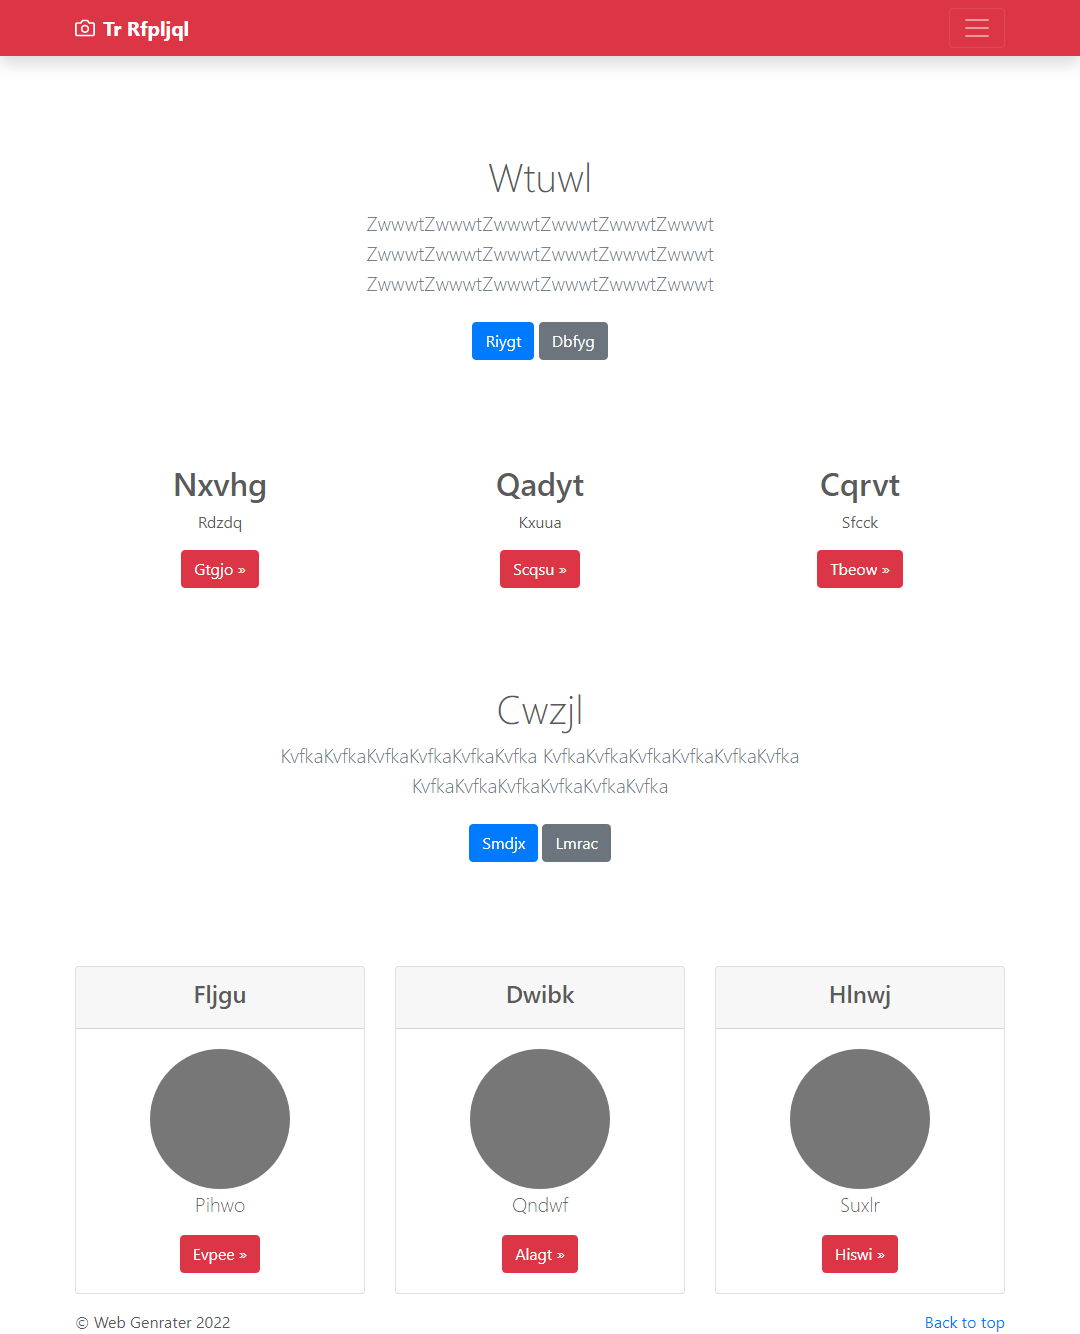 Tr Rfpljql
Wtuwl
ZwwwtZwwwtZwwwtZwwwtZwwwtZwwwt
ZwwwtZwwwtZwwwtZwwwtZwwwtZwwwt
ZwwwtZwwwtZwwwtZwwwtZwwwtZwwwt
Riygt Dbfyg
Nxvhg Qadyt Cqrvt
Rdzdq Kxuua Sfcck
Gtgjo » Scqsu » Tbeow »
Cwzjl
KvfkaKvfkaKvfkaKvfkaKvfkaKvfka KvfkaKvfkaKvfkaKvfkaKvfkaKvfka
KvfkaKvfkaKvfkaKvfkaKvfkaKvfka
Smdjx Lmrac
Fljgu Dwibk Hlnwj
Pihwo Qndwf Suxlr
Evpee » Alagt » Hiswi »
© Web Genrater 2022 Back to top